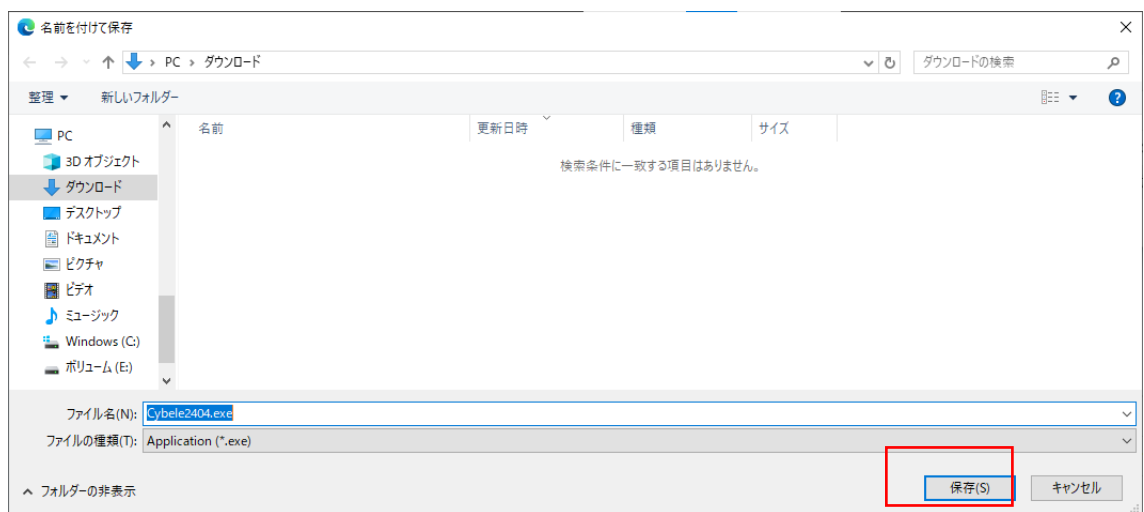 名前を付けて保存
PC › ダウンロード
ダウンロードの検索
整理
新しいフォルダー
名前 更新日時 種類 サイズ
検索条件に一致する項目はありません。
PC
3D オブジェクト
ダウンロード
デスクトップ
ドキュメント
ピクチャ
ビデオ
ミュージック
Windows (C:)
ボリューム (E:)
ファイル名(N): Cybele2404.exe
ファイルの種類(T): Application (*.exe)
フォルダーの非表示
保存(S)
キャンセル